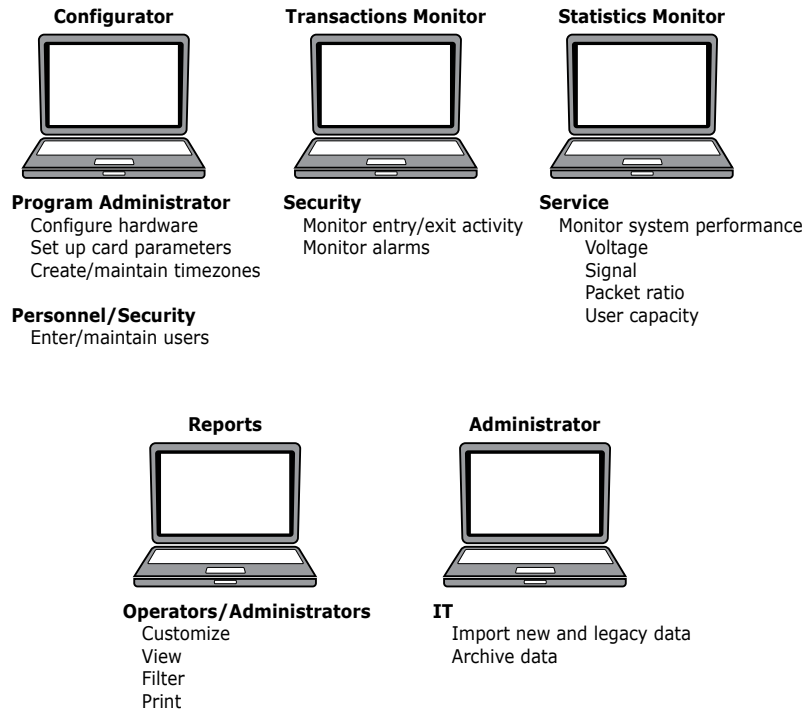 Configurator
Transactions Monitor
Statistics Monitor
Program Administrator
Configure hardware
Set up card parameters
Create/maintain timezones
Personnel/Security
Enter/maintain users
Security
Monitor entry/exit activity
Monitor alarms
Service
Monitor system performance
Voltage
Signal
Packet ratio
User capacity
Reports
Administrator
Operators/Administrators
Customize
View
Filter
Print
IT
Import new and legacy data
Archive data